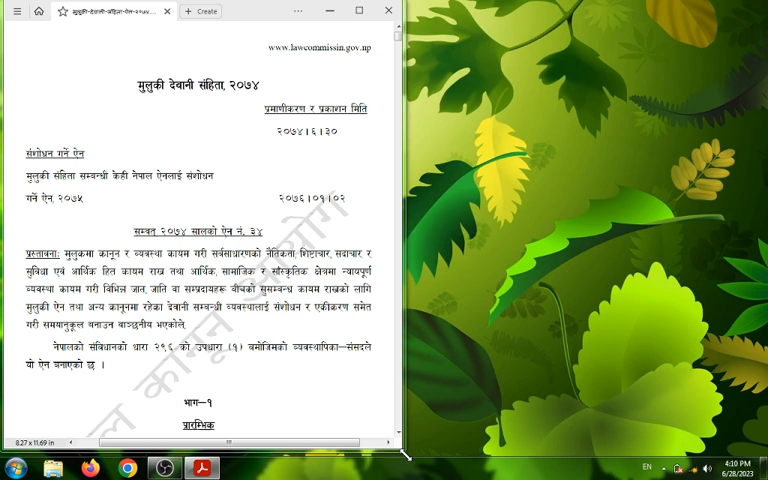 मुलुकी-देवानी-संहिता-ऐन-२०७४....
Create
www.lawcommissin.gov.np
मुलुकी देवानी संहिता, २०७४
प्रमाणीकरण र प्रकाशन मिति
२०७४।६।३०
संशोधन गर्ने ऐन
मुलुकी संहिता सम्बन्धी केही नेपाल ऐनलाई संशोधन
गर्ने ऐन, २०७५ २०७६।०१।०२
सम्वत् २०७४ सालको ऐन नं. ३४
प्रस्तावनाः मुलुकमा कानून र व्यवस्था कायम गरी सर्वसाधारणको नैतिकता, शिष्टाचार, सदाचार र
सुविधा एवं आर्थिक हित कायम राख्न तथा आर्थिक, सामाजिक र साँस्कृतिक क्षेत्रमा न्यायपूर्ण
व्यवस्था कायम गरी विभिन्न जात, जाति वा सम्प्रदायहरू बीचको सुसम्बन्ध कायम राख्नको लागि
मुलुकी ऐन तथा अन्य कानूनमा रहेका देवानी सम्बन्धी व्यवस्थालाई संशोधन र एकीकरण समेत
गरी समयानुकूल बनाउन वाञ्छनीय भएकोले,
नेपालको संविधानको धारा २९६ को उपधारा (१) बमोजिमको व्यवस्थापिका–संसदले
यो ऐन बनाएको छ ।
भाग–१
प्रारम्भिक
ल कानून आयोग
8.27 x 11.69 in
EN
4:10 PM
6/28/2023